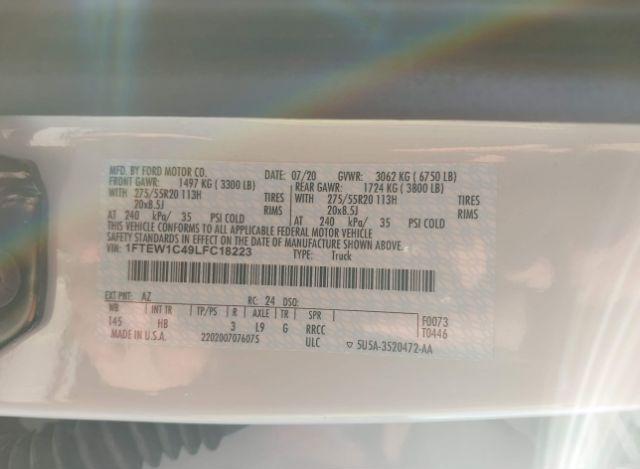 MFD. BY FORD MOTOR CO.
DATE: 07/20 GVWR: 3062 KG ( 6750 LB)
FRONT GAWR: 1497 KG ( 3300 LB) REAR GAWR: 1724 KG ( 3800 LB)
WITH 275/55R20 113H TIRES WITH 275/55R20 113H TIRES
20x8.5J RIMS 20x8.5J RIMS
AT 240 kPa/ 35 PSI COLD AT 240 kPa/ 35 PSI COLD
THIS VEHICLE CONFORMS TO ALL APPLICABLE FEDERAL MOTOR VEHICLE
SAFETY STANDARDS IN EFFECT ON THE DATE OF MANUFACTURE SHOWN ABOVE.
VIN: 1FTEW1C49LFC18223 TYPE: Truck
EXT PNT: AZ RC: 24 DSO:
WB INT TR TP/PS R AXLE TR SPR F0073
145 HB 3 L9 G RRCC T0446
MADE IN U.S.A. 220200707607S ULC ▽ 5U5A-3520472-AA